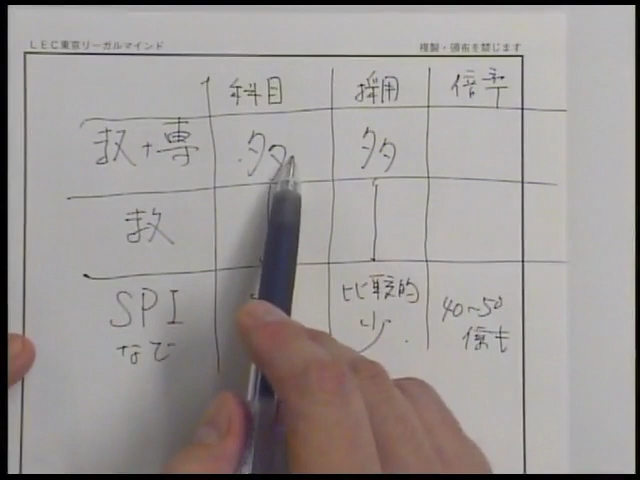 LEC東京リーガルマインド 複製・頒布を禁じます
科目 採用 倍率
教+専 多 多
教
SPI 比較的 40~50
など 少 倍も